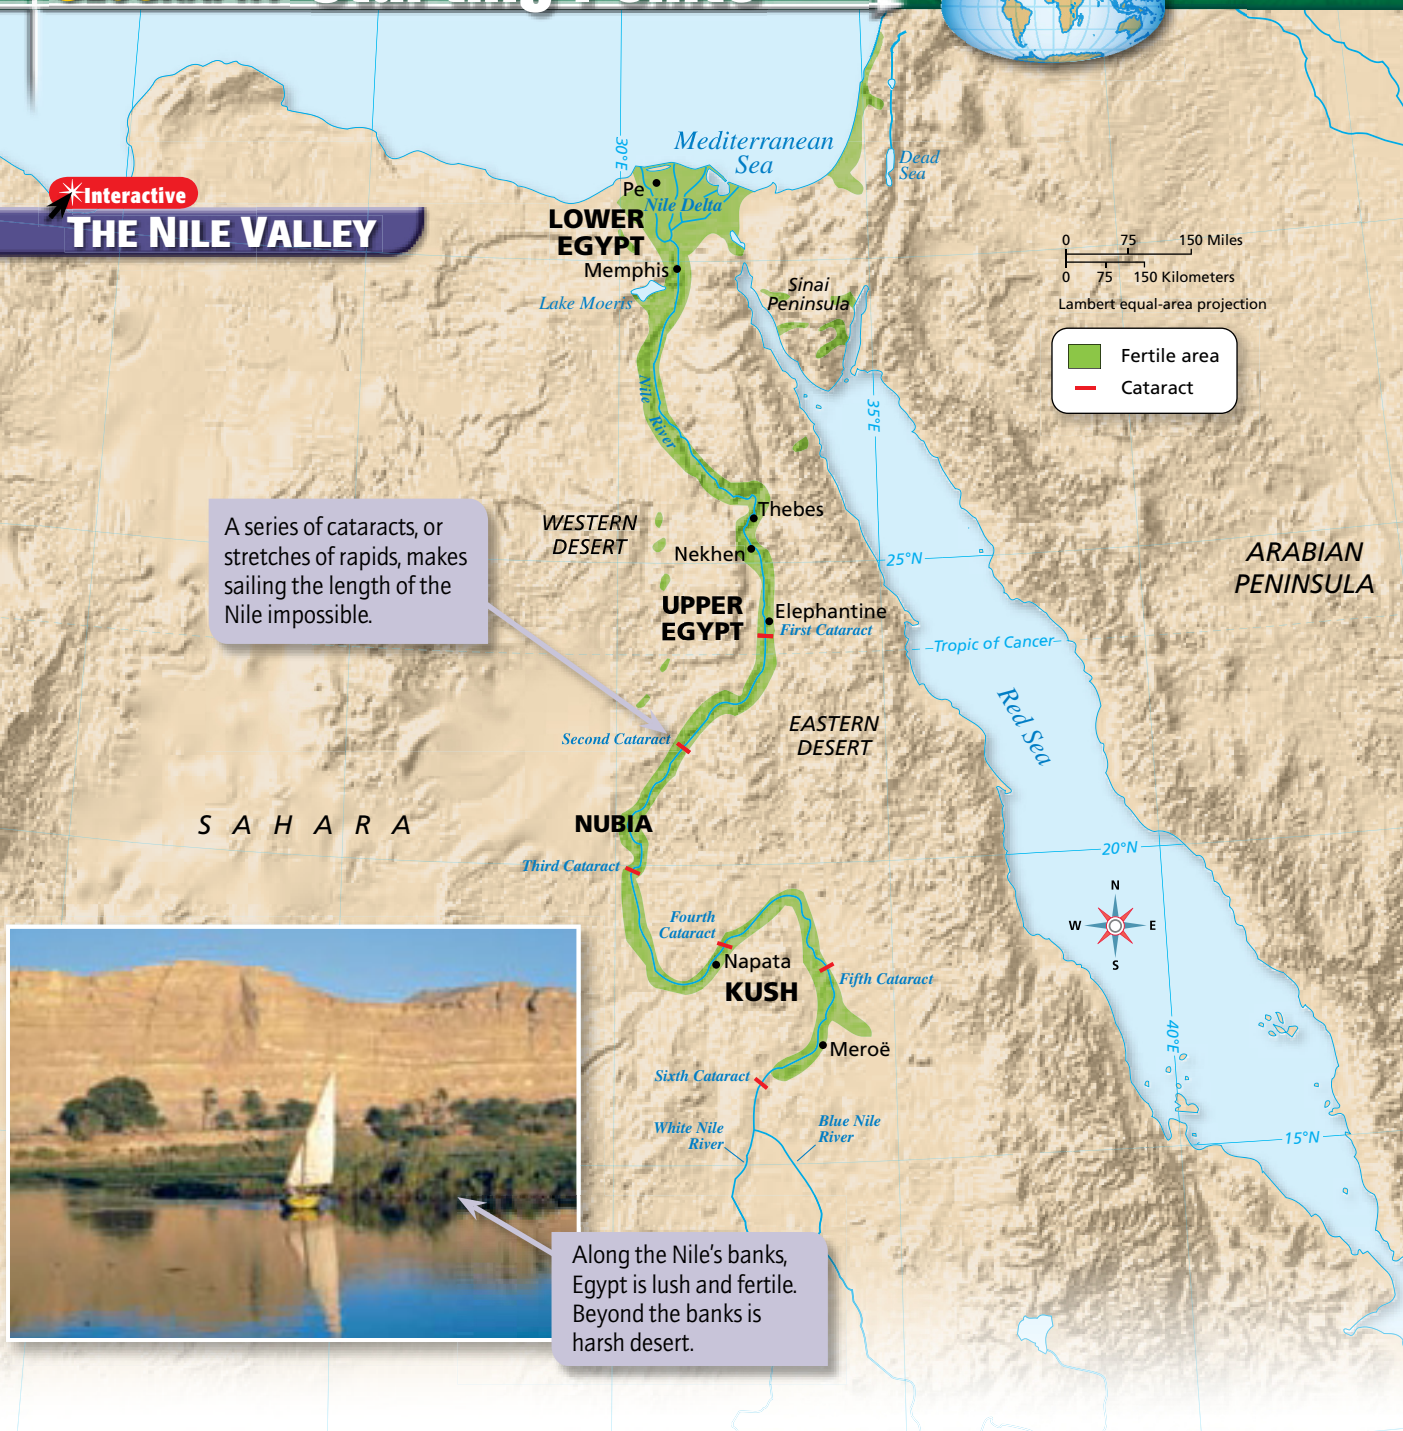 Interactive
THE NILE VALLEY
Mediterranean
Sea
30°E
Dead
Sea
Pe
Nile Delta
LOWER
EGYPT
Memphis
Lake Moeris
Sinai
Peninsula
0 75 150 Miles
0 75 150 Kilometers
Lambert equal-area projection
Fertile area
Cataract
Nile River
35°E
A series of cataracts, or
stretches of rapids, makes
sailing the length of the
Nile impossible.
WESTERN
DESERT
Thebes
Nekhen
25°N
ARABIAN
PENINSULA
UPPER
EGYPT
Elephantine
First Cataract
Tropic of Cancer
Red Sea
EASTERN
DESERT
Second Cataract
SAHARA
NUBIA
Third Cataract
20°N
N
W E
S
Fourth
Cataract
Napata
KUSH
Fifth Cataract
40°E
Meroë
Sixth Cataract
White Nile
River
Blue Nile
River
15°N
Along the Nile's banks,
Egypt is lush and fertile.
Beyond the banks is
harsh desert.